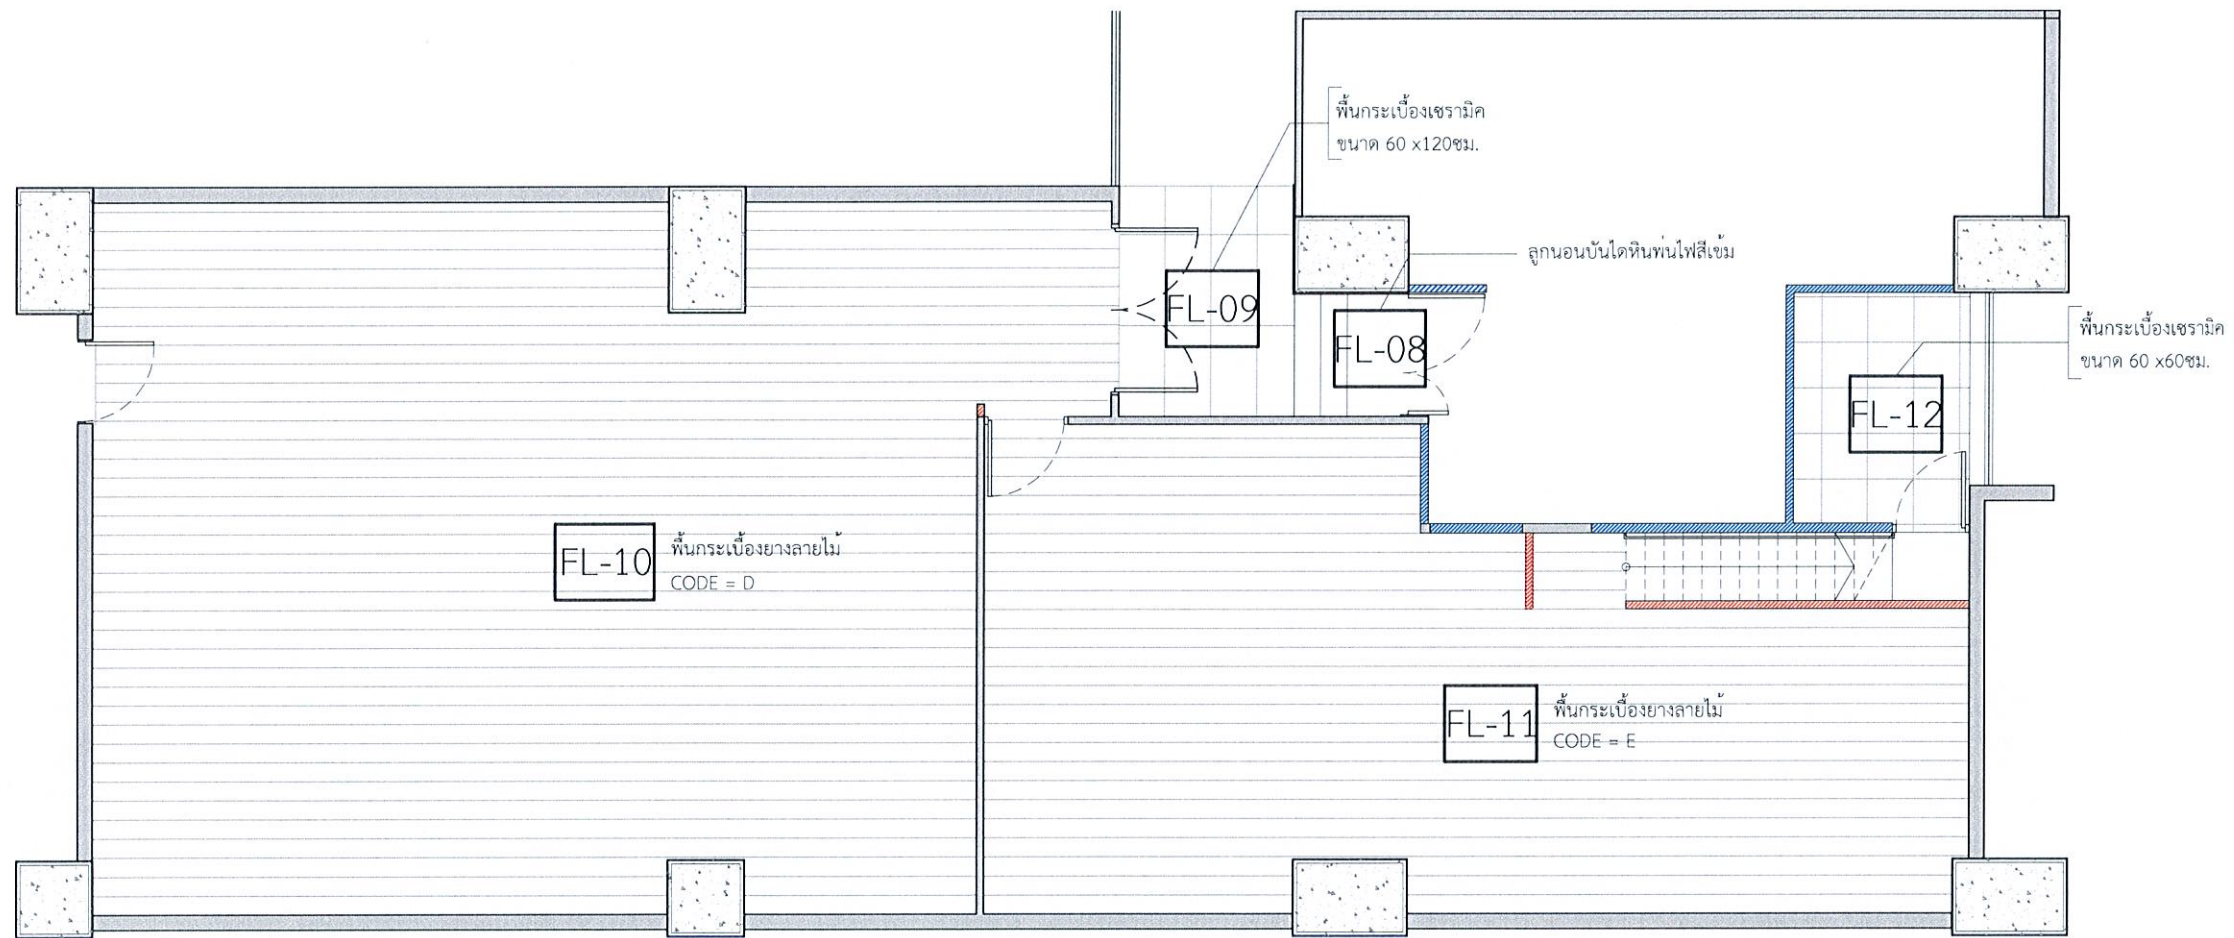 พื้นกระเบื้องเซรามิค
ขนาด 60 x120ซม.
ลูกนอนบันไดหินพ่นไฟสีเข้ม
FL-09
FL-08
พื้นกระเบื้องเซรามิค
ขนาด 60 x60ซม.
FL-12
FL-10
พื้นกระเบื้องยางลายไม้
CODE = D
FL-11
พื้นกระเบื้องยางลายไม้
CODE = E